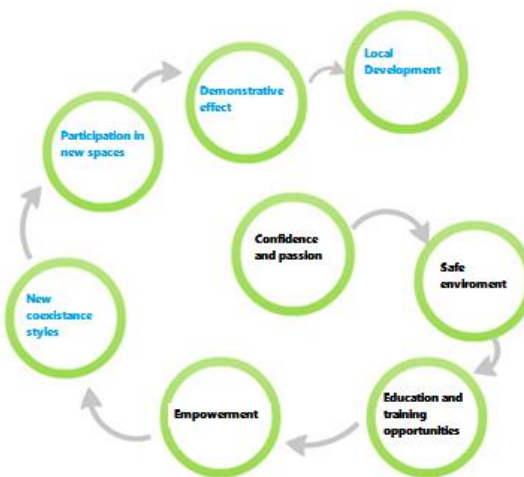 Local
Development
Demonstrative
effect
Participation in
new spaces
Confidence
and passion
Safe
enviroment
New
coexistance
styles
Education and
training
opportunities
Empowerment